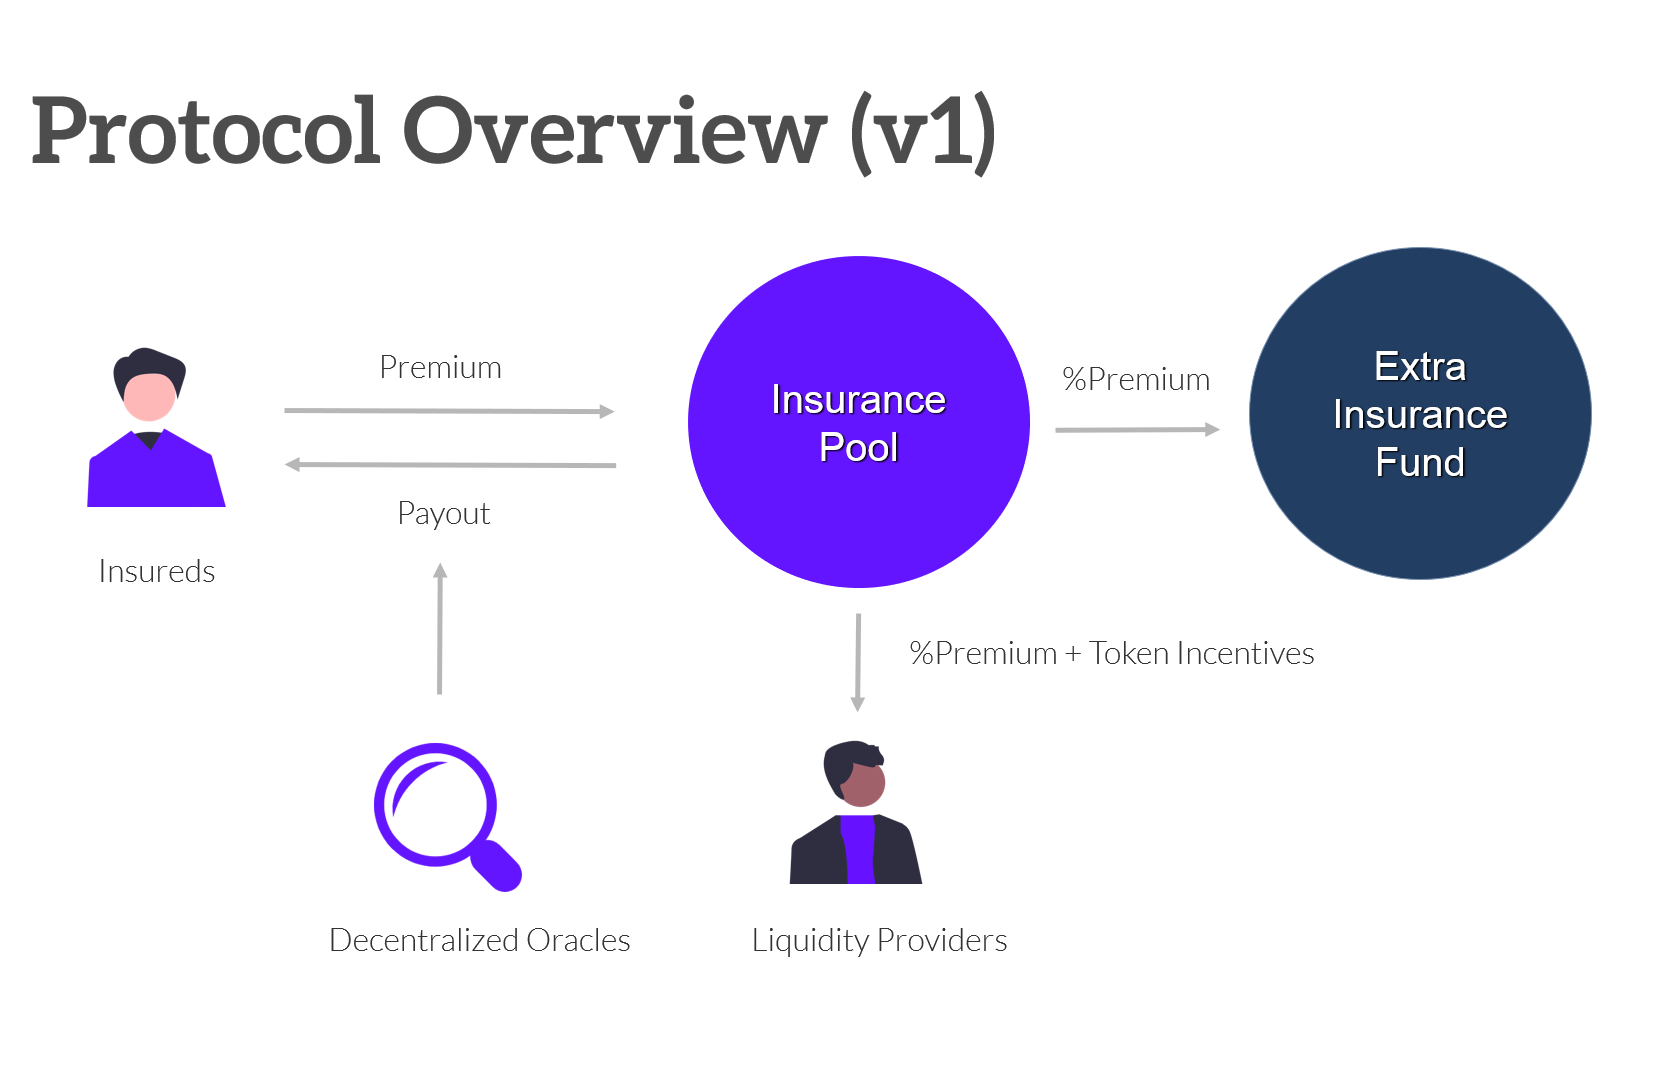 Protocol Overview (v1)
Premium
Payout
Insureds
Insurance
Pool
%Premium
Extra
Insurance
Fund
%Premium + Token Incentives
Decentralized Oracles
Liquidity Providers